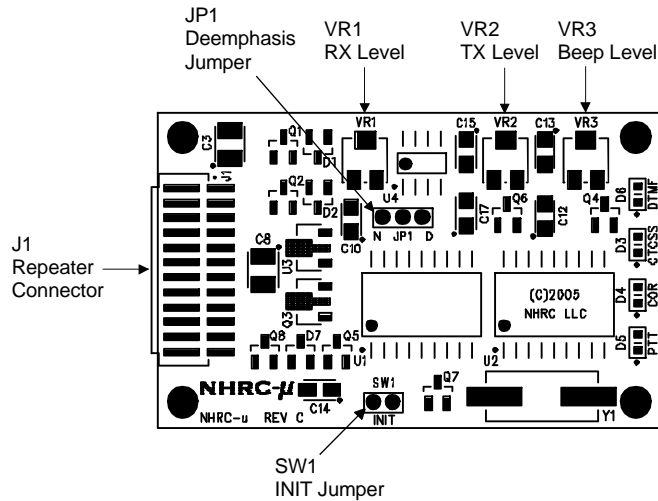 JP1
Deemphasis
Jumper
VR1
RX Level
VR2
TX Level
VR3
Beep Level
J1
Repeater
Connector
C3
Q1
D1
VR1
C15
VR2
C13
VR3
J1
Q2
D2
U4
C10
N JP1 D
C17
Q6
C12
Q4
D6
DTMF
D3
CTCSS
C8
U3
Q3
D4
COR
(C)2005
NHRC LLC
D5
PTT
Q8
D7
Q5
U1
U2
NHRC-µ
C14
SW1
INIT
Q7
Y1
NHRC-u REV C
SW1
INIT Jumper